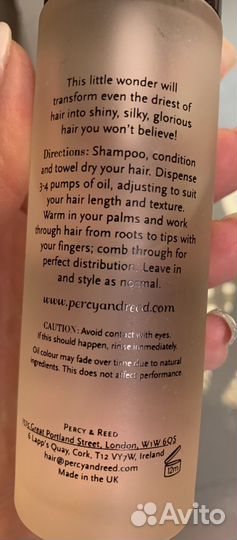 This little wonder will
transform even the driest of
hair into shiny, silky, glorious
hair you won't believe!
Directions: Shampoo, condition
and towel dry your hair. Dispense
3-4 pumps of oil, adjusting to suit
your hair length and texture.
Warm in your palms and work
through hair from roots to tips with
your fingers; comb through for
perfect distribution. Leave in
and style as normal.
www.percyandreed.com
CAUTION: Avoid contact with eyes.
If this should happen, rinse immediately.
Oil colour may fade over time due to natural
ingredients. This does not affect performance.
PERCY & REED
Great Portland Street, London, W1W 6QS
6 Lapp's Quay, Cork, T12 VY7W, Ireland
hair@percyandreed.com
Made in the UK
12m
Avito